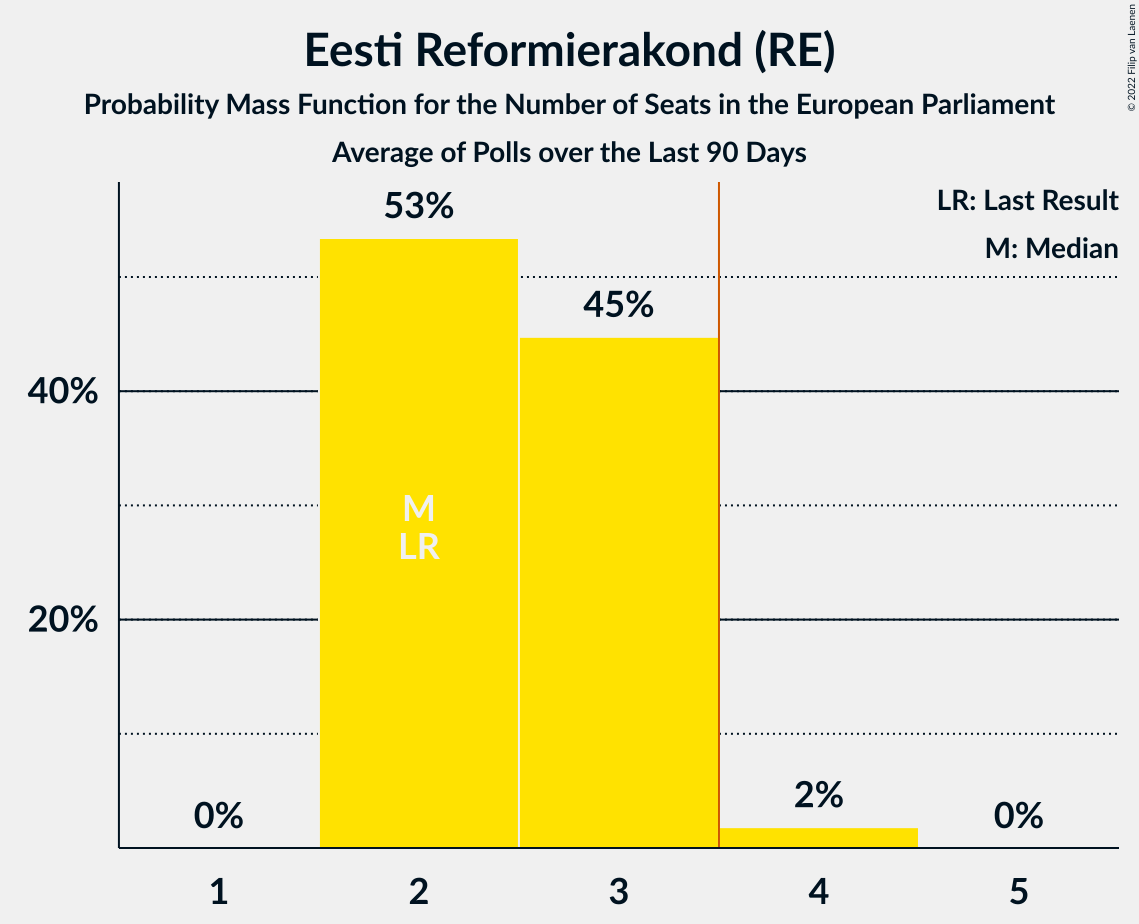 Eesti Reformierakond (RE)
Probability Mass Function for the Number of Seats in the European Parliament
Average of Polls over the Last 90 Days
© 2022 Filip van Laenen
LR: Last Result
M: Median
53%
45%
40%
M
LR
20%
0%
2%
0%
1 2 3 4 5